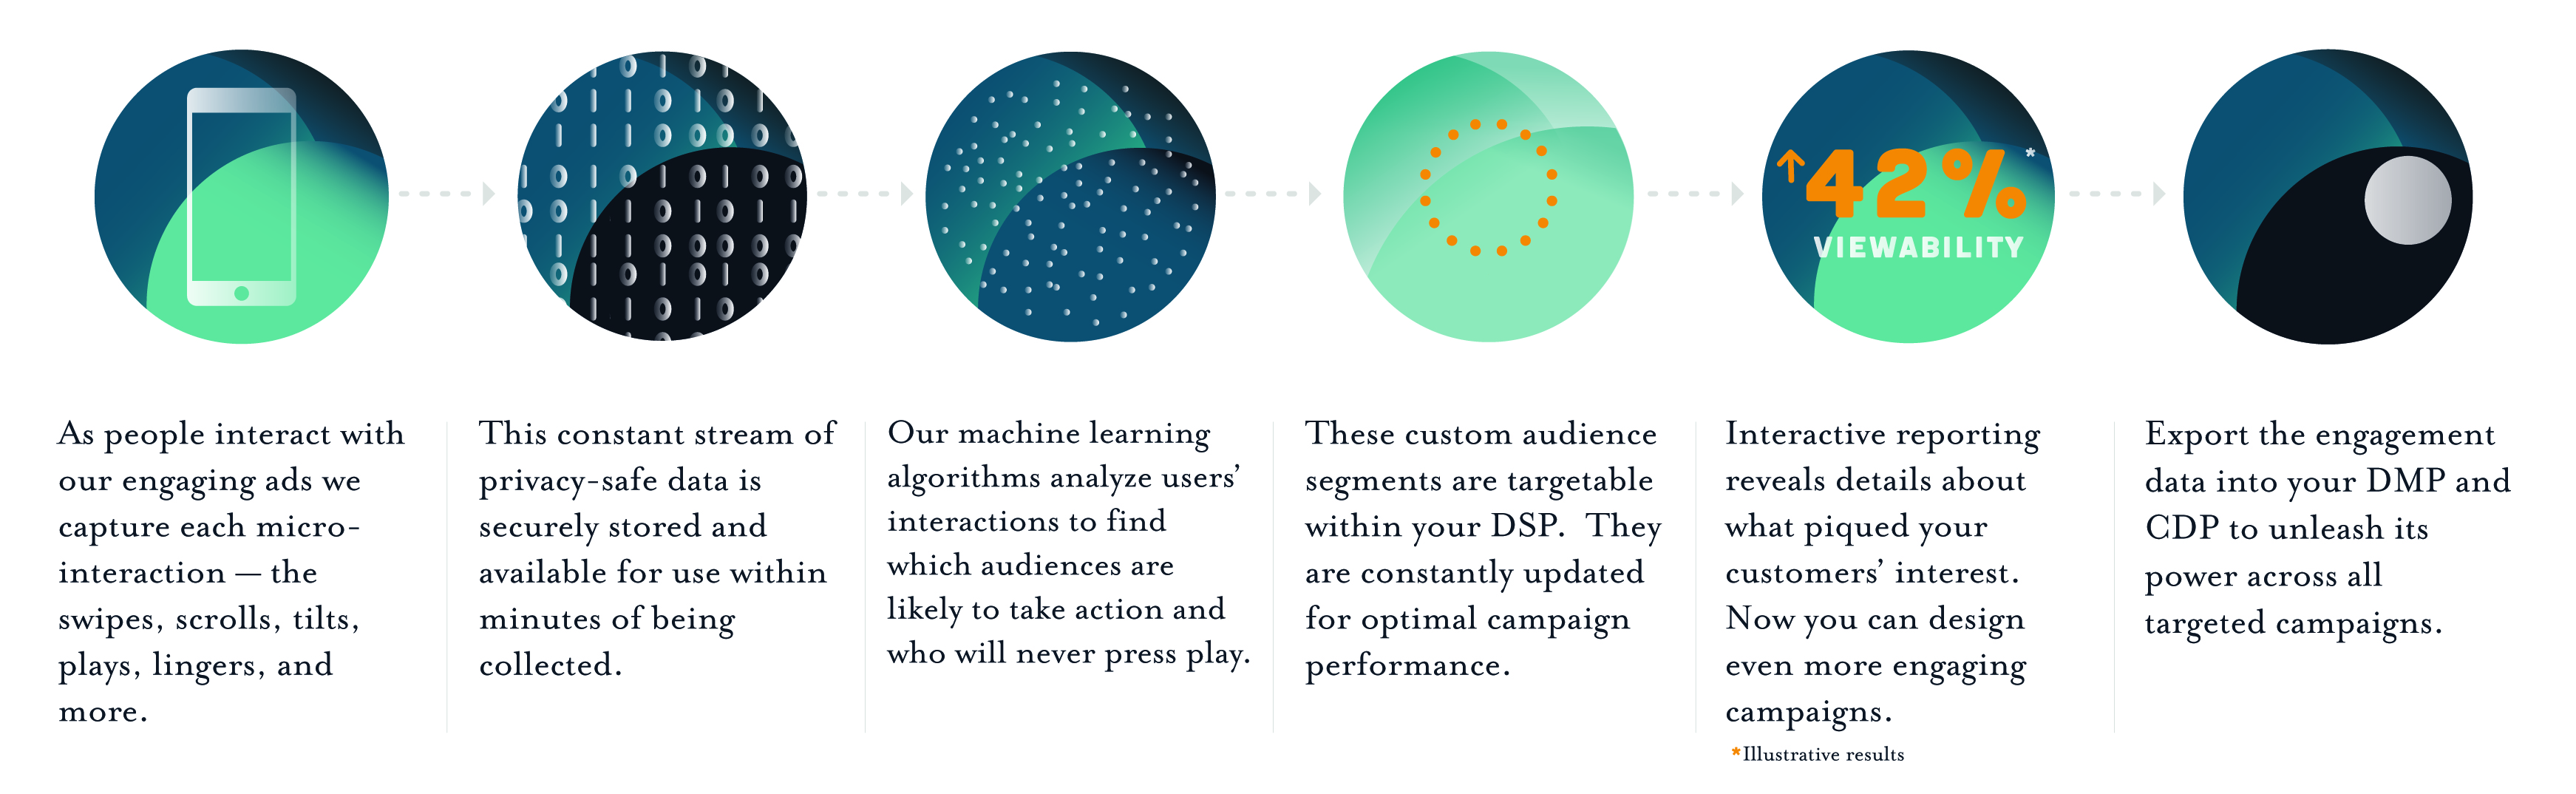 ↑42%*
VIEWABILITY
As people interact with
our engaging ads we
capture each micro-
interaction — the
swipes, scrolls, tilts,
plays, lingers, and
more.
This constant stream of
privacy-safe data is
securely stored and
available for use within
minutes of being
collected.
Our machine learning
algorithms analyze users’
interactions to find
which audiences are
likely to take action and
who will never press play.
These custom audience
segments are targetable
within your DSP.  They
are constantly updated
for optimal campaign
performance.
Interactive reporting
reveals details about
what piqued your
customers’ interest.
Now you can design
even more engaging
campaigns.
*Illustrative results
Export the engagement
data into your DMP and
CDP to unleash its
power across all
targeted campaigns.